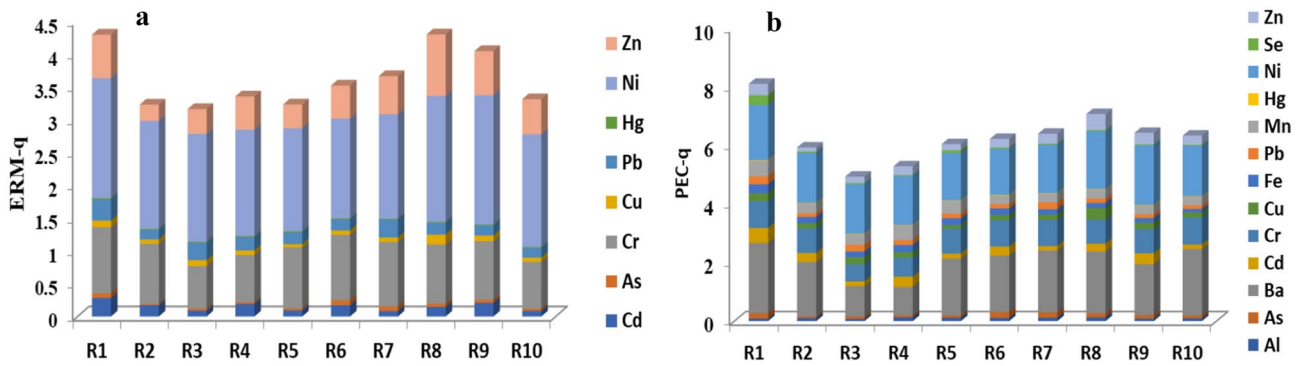 a
ERM-q
4.5
4
3.5
3
2.5
2
1.5
1
0.5
0
R1 R2 R3 R4 R5 R6 R7 R8 R9 R10
Zn
Ni
Hg
Pb
Cu
Cr
As
Cd
b
PEC-q
10
8
6
4
2
0
R1 R2 R3 R4 R5 R6 R7 R8 R9 R10
Zn
Se
Ni
Hg
Mn
Pb
Fe
Cu
Cr
Cd
Ba
As
Al